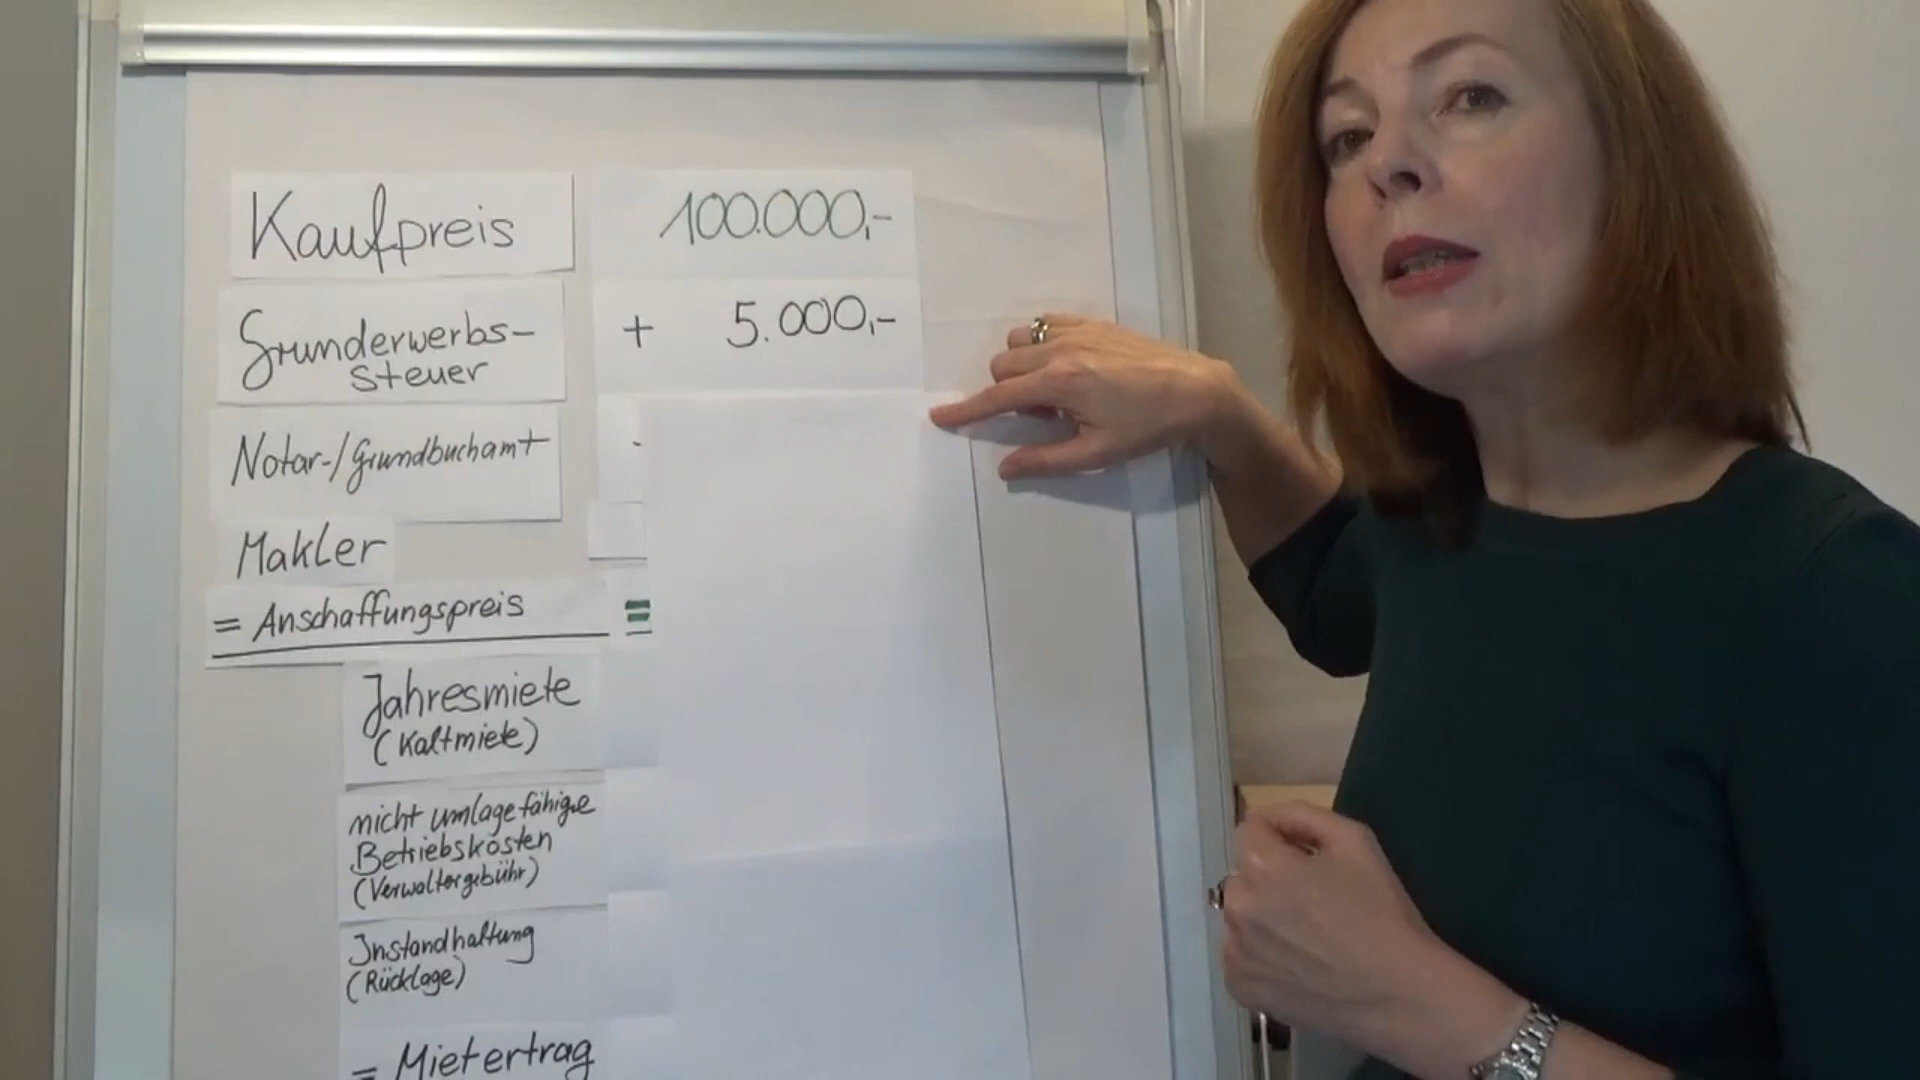 Kaufpreis 100.000,-
Grunderwerbs-
steuer + 5.000,-
Notar-/Grundbuchamt
Makler
= Anschaffungspreis =
Jahresmiete
(Kaltmiete)
nicht umlagefähige
Betriebskosten
(Verwaltergebühr)
Instandhaltung
(Rücklage)
= Mietertrag